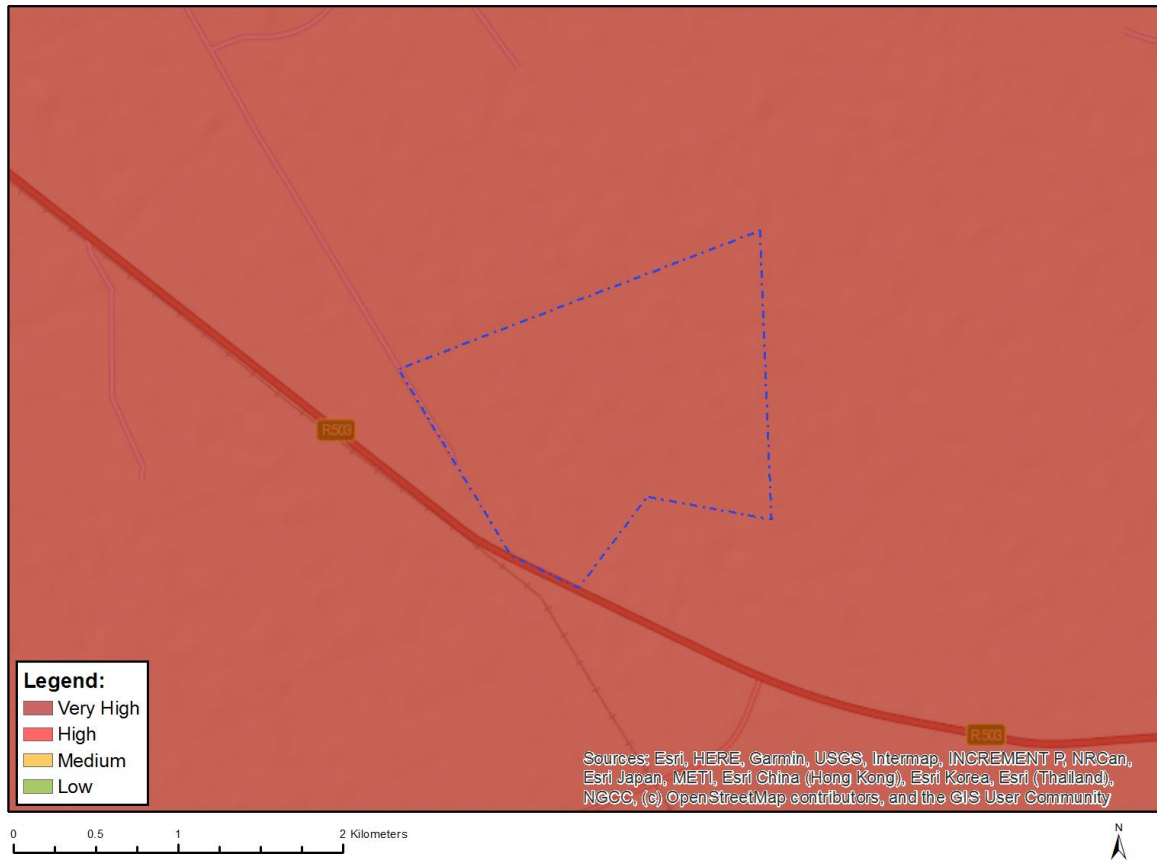 R503
R503
Legend:
Very High
High
Medium
Low
Sources: Esri, HERE, Garmin, USGS, Intermap, INCREMENT P, NRCan,
Esri Japan, METI, Esri China (Hong Kong), Esri Korea, Esri (Thailand),
NGCC, (c) OpenStreetMap contributors, and the GIS User Community
0 0.5 1 2 Kilometers
N